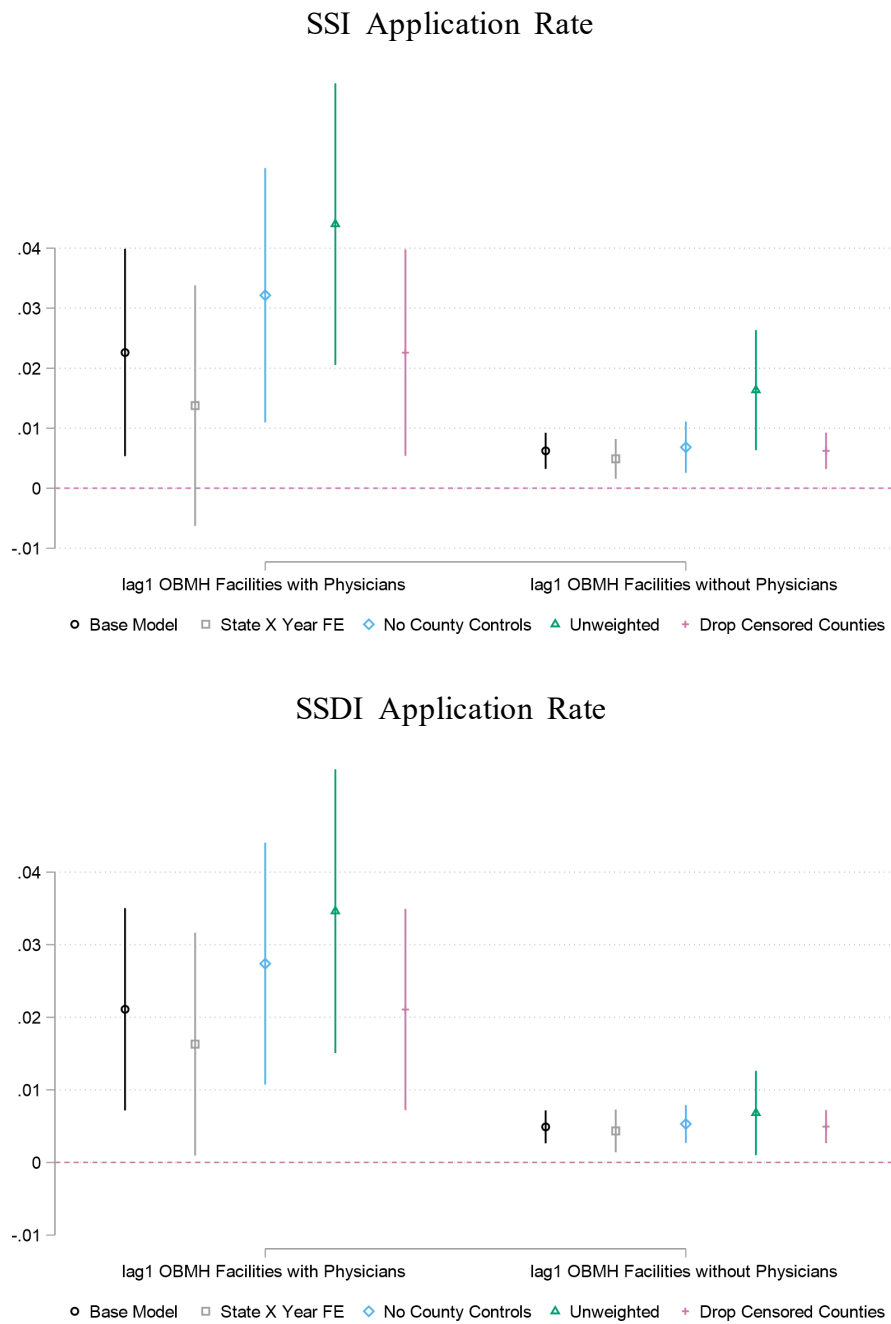 SSI Application Rate
.04
.03
.02
.01
0
-.01
lag1 OBMH Facilities with Physicians
lag1 OBMH Facilities without Physicians
Base Model
State X Year FE
No County Controls
Unweighted
Drop Censored Counties
SSDI Application Rate
.04
.03
.02
.01
0
-.01
lag1 OBMH Facilities with Physicians
lag1 OBMH Facilities without Physicians
Base Model
State X Year FE
No County Controls
Unweighted
Drop Censored Counties